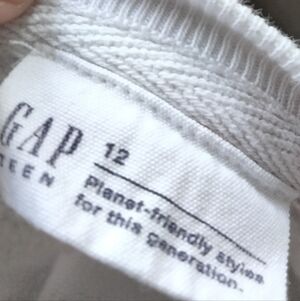 GAP
TEEN
12
Planet-friendly styles
for this generation.